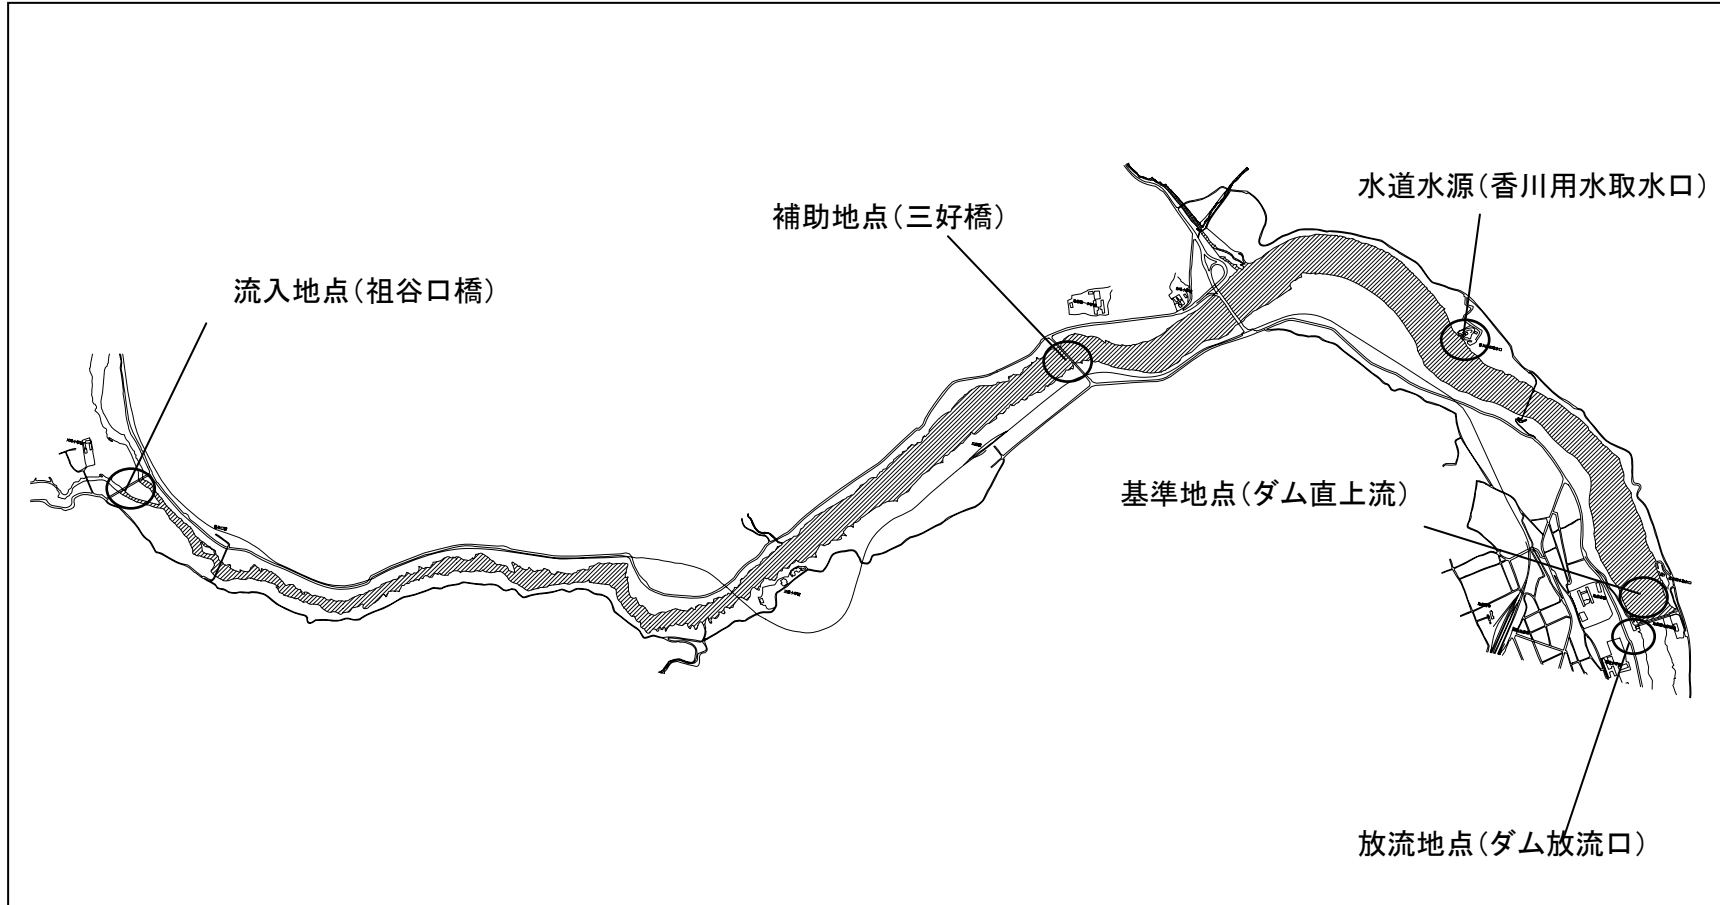 水道水源(香川用水取水口)
補助地点(三好橋)
流入地点(祖谷口橋)
基準地点(ダム直上流)
放流地点(ダム放流口)